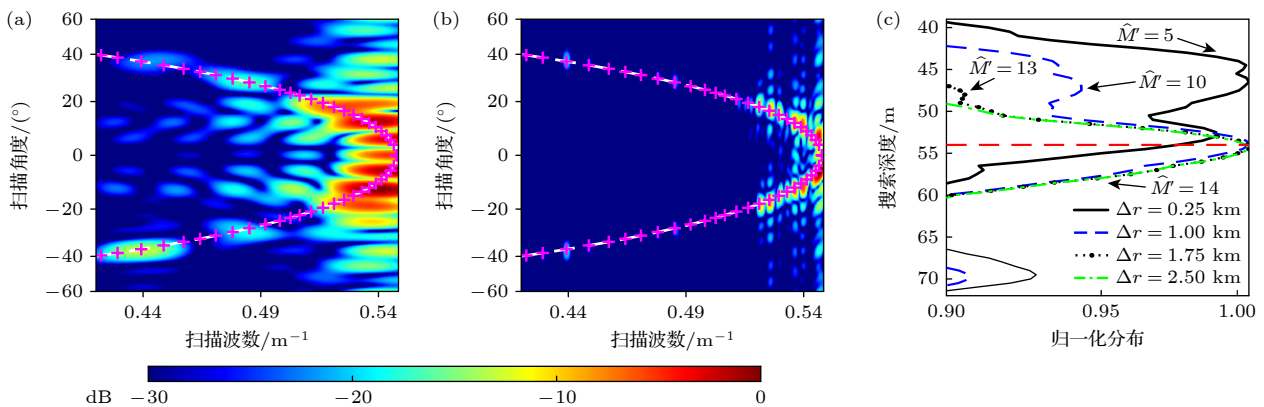 (a)
60
40
20
0
−20
−40
−60
扫描角度/(°)
0.44
0.49
0.54
扫描波数/m⁻¹
(b)
60
40
20
0
−20
−40
−60
扫描角度/(°)
0.44
0.49
0.54
扫描波数/m⁻¹
dB
−30
−20
−10
0
(c)
40
45
50
55
60
65
70
搜索深度/m
M̂′ = 5
M̂′ = 13
M̂′ = 10
M̂′ = 14
Δr = 0.25 km
Δr = 1.00 km
Δr = 1.75 km
Δr = 2.50 km
0.90
0.95
1.00
归一化分布